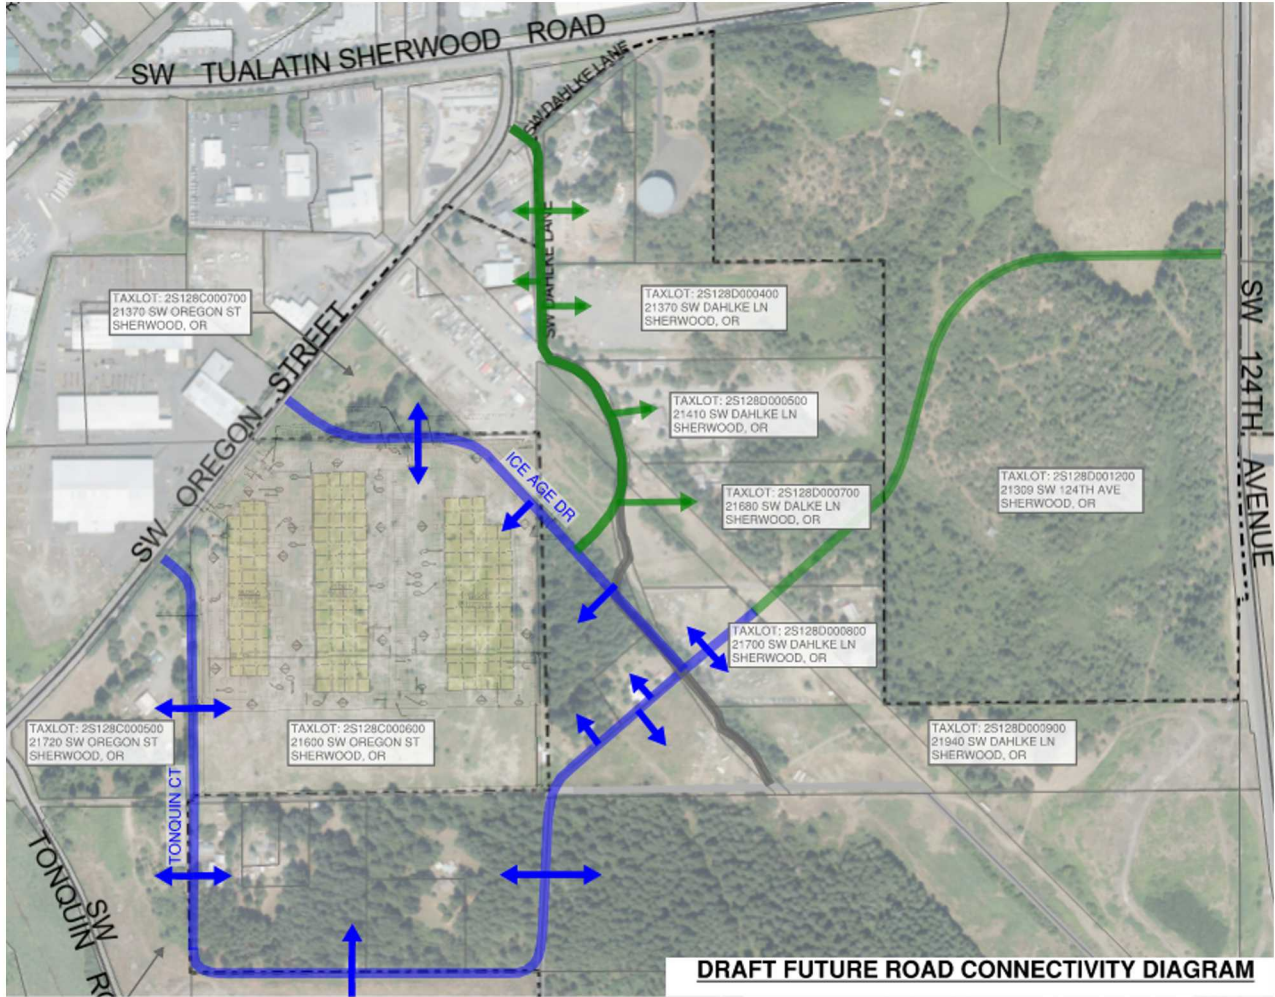 SW TUALATIN SHERWOOD ROAD
SW DAHLKE LANE
SW DAHLKE LANE
TAXLOT: 2S128C000700
21370 SW OREGON ST
SHERWOOD, OR
TAXLOT: 2S128D000400
21370 SW DAHLKE LN
SHERWOOD, OR
SW 124TH AVENUE
SW OREGON STREET
TAXLOT: 2S128D000500
21410 SW DAHLKE LN
SHERWOOD, OR
ICE AGE DR
TAXLOT: 2S128D000700
21680 SW DALKE LN
SHERWOOD, OR
TAXLOT: 2S128D001200
21309 SW 124TH AVE
SHERWOOD, OR
TAXLOT: 2S128D000800
21700 SW DAHLKE LN
SHERWOOD, OR
TAXLOT: 2S128C000500
21720 SW OREGON ST
SHERWOOD, OR
TAXLOT: 2S128C000600
21600 SW OREGON ST
SHERWOOD, OR
TAXLOT: 2S128D000900
21940 SW DAHLKE LN
SHERWOOD, OR
TONQUIN CT
SW
TONQUIN RO
DRAFT FUTURE ROAD CONNECTIVITY DIAGRAM